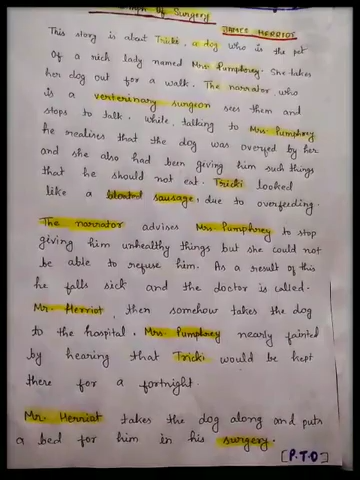 of Surgery
JAMES HERRIOT
This story is about Tricki, a dog who is the pet
Of a rich lady named Mrs. Pumphrey. She takes
her dog out for a walk. The narrator, who
is a verterinary surgeon sees them and
stops to talk. While, talking to Mrs. Pumphrey
he realises that the dog was overfed by her
and she also had been giving him such things
that he should not eat. Tricki looked
like a bloated sausage, due to overfeeding.
The narrator advises Mrs. Pumphrey to stop
giving him unhealthy things but she could not
be able to refuse him. As a result of this
he falls sick and the doctor is called.
Mr. Herriot, then somehow takes the dog
to the hospital. Mrs. Pumphrey nearly fainted
by hearing that Tricki would be kept
there for a fortnight.
Mr. Herriat takes the dog along and puts
a bed for him in his surgery.
[P.T.O]